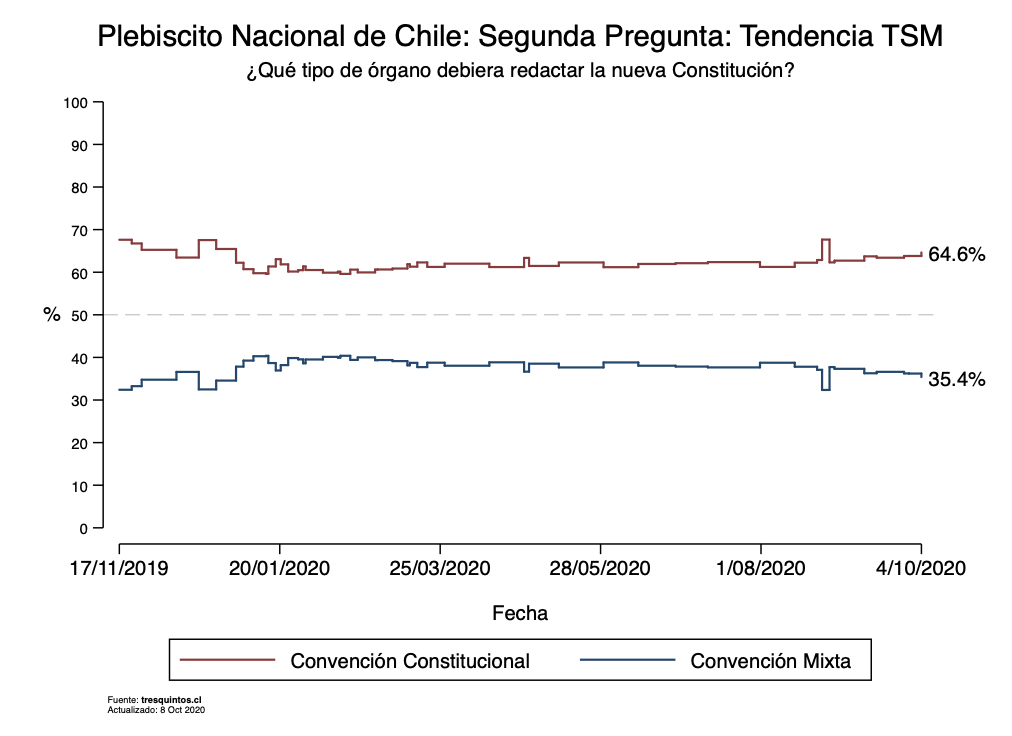 Plebiscito Nacional de Chile: Segunda Pregunta: Tendencia TSM
¿Qué tipo de órgano debiera redactar la nueva Constitución?
100
90
80
70
60
% 50
40
30
20
10
0
64.6%
35.4%
17/11/2019 20/01/2020 25/03/2020 28/05/2020 1/08/2020 4/10/2020
Fecha
Convención Constitucional Convención Mixta
Fuente: tresquintos.cl
Actualizado: 8 Oct 2020